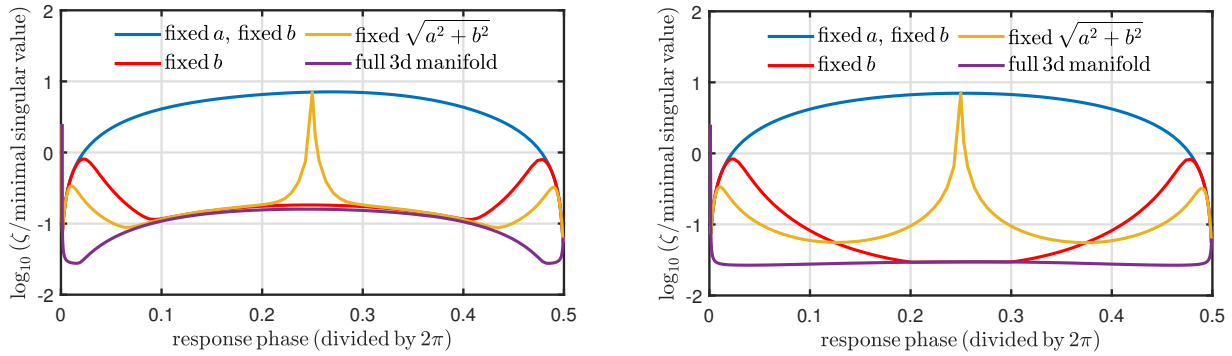 log₁₀ (ζ/minimal singular value)
2
1
0
-1
-2
fixed a, fixed b
fixed b
fixed √(a² + b²)
full 3d manifold
0 0.1 0.2 0.3 0.4 0.5
response phase (divided by 2π)
log₁₀ (ζ/minimal singular value)
2
1
0
-1
-2
fixed a, fixed b
fixed b
fixed √(a² + b²)
full 3d manifold
0 0.1 0.2 0.3 0.4 0.5
response phase (divided by 2π)